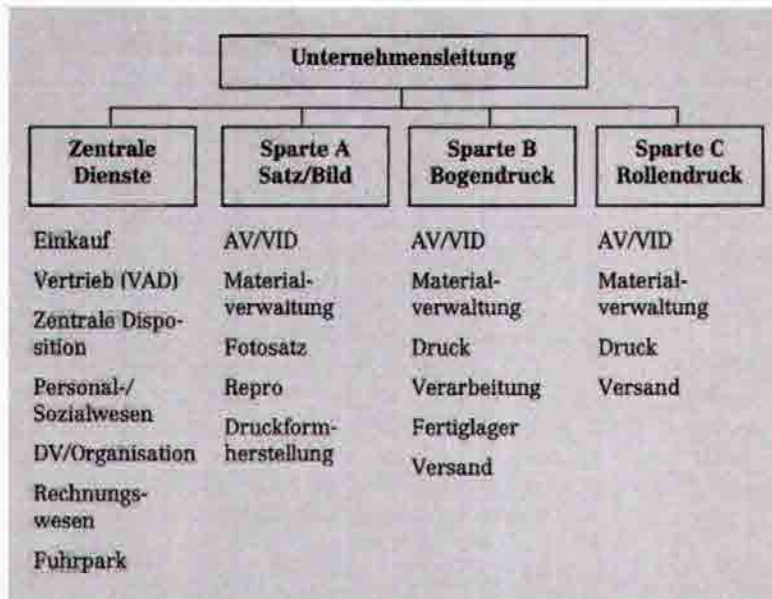 Unternehmensleitung
Zentrale
Dienste
Einkauf
Vertrieb (VAD)
Zentrale Dispo-
sition
Personal-/
Sozialwesen
DV/Organisation
Rechnungs-
wesen
Fuhrpark
Sparte A
Satz/Bild
AV/VID
Material-
verwaltung
Fotosatz
Repro
Druckform-
herstellung
Sparte B
Bogendruck
AV/VID
Material-
verwaltung
Druck
Verarbeitung
Fertiglager
Versand
Sparte C
Rollendruck
AV/VID
Material-
verwaltung
Druck
Versand